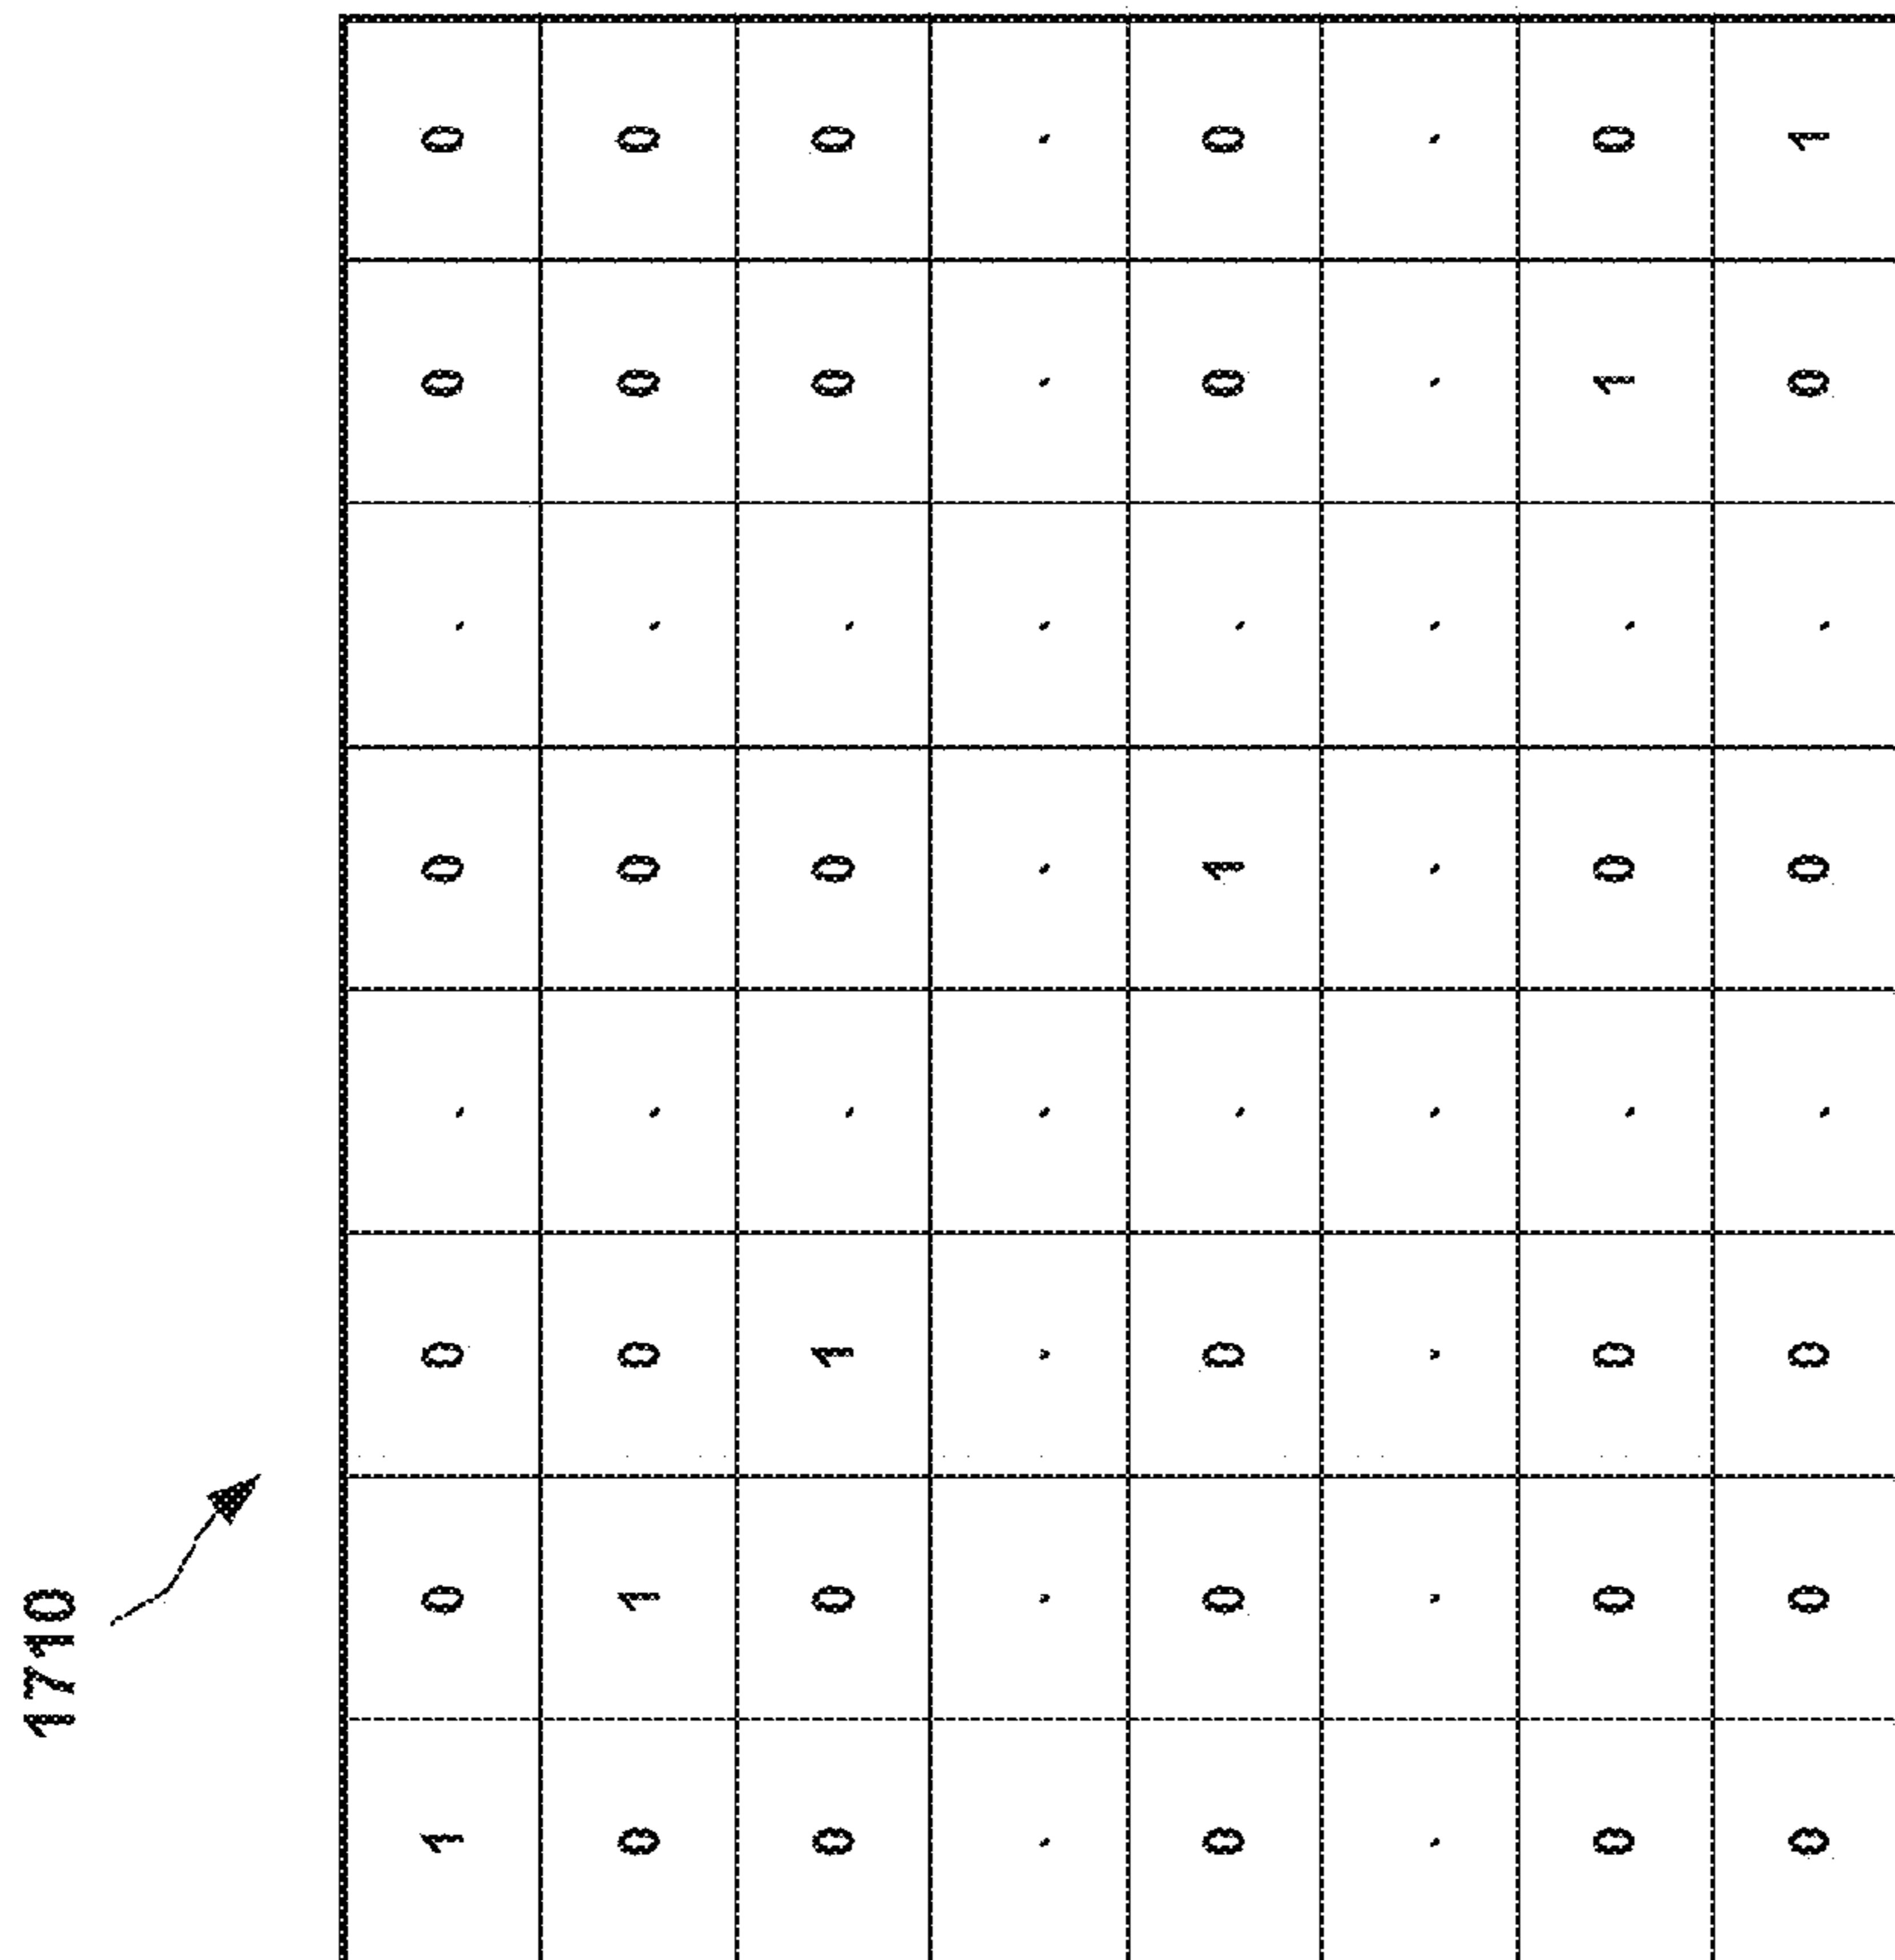 1710
1 0 0 . 0 . 0 0
0 1 0 . 0 . 0 0
0 0 1 . 0 . 0 0
. . . . . . . .
0 0 0 . 1 . 0 0
. . . . . . . .
0 0 0 . 0 . 1 0
0 0 0 . 0 . 0 1